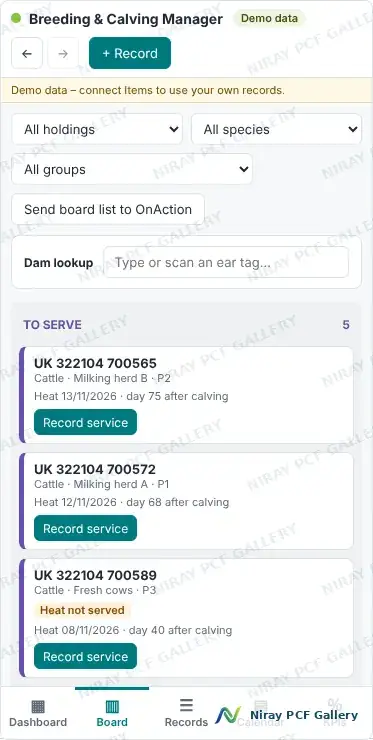 Breeding & Calving Manager Demo data
← → + Record
Demo data – connect Items to use your own records.
All holdings All species
All groups
Send board list to OnAction
Dam lookup Type or scan an ear tag...
TO SERVE 5
UK 322104 700565
Cattle · Milking herd B · P2
Heat 13/11/2026 · day 75 after calving
Record service
UK 322104 700572
Cattle · Milking herd A · P1
Heat 12/11/2026 · day 68 after calving
Record service
UK 322104 700589
Cattle · Fresh cows · P3
Heat not served
Heat 08/11/2026 · day 40 after calving
Record service
Dashboard Board Records Calendar KPIs
Niray PCF Gallery
NIRAY PCF GALLERY